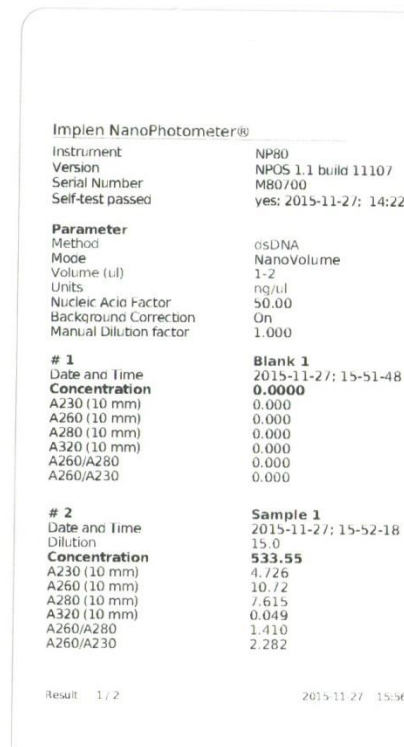 Implen NanoPhotometer®
Instrument NP80
Version NPOS 1.1 build 11107
Serial Number M80700
Self-test passed yes; 2015-11-27; 14:22
Parameter
Method dsDNA
Mode NanoVolume
Volume (ul) 1-2
Units ng/ul
Nucleic Acid Factor 50.00
Background Correction On
Manual Dilution factor 1.000
# 1 Blank 1
Date and Time 2015-11-27; 15-51-48
Concentration 0.0000
A230 (10 mm) 0.000
A260 (10 mm) 0.000
A280 (10 mm) 0.000
A320 (10 mm) 0.000
A260/A280 0.000
A260/A230 0.000
# 2 Sample 1
Date and Time 2015-11-27; 15-52-18
Dilution 15.0
Concentration 533.55
A230 (10 mm) 4.726
A260 (10 mm) 10.72
A280 (10 mm) 7.615
A320 (10 mm) 0.049
A260/A280 1.410
A260/A230 2.282
Result 1 / 2 2015-11-27 15:56